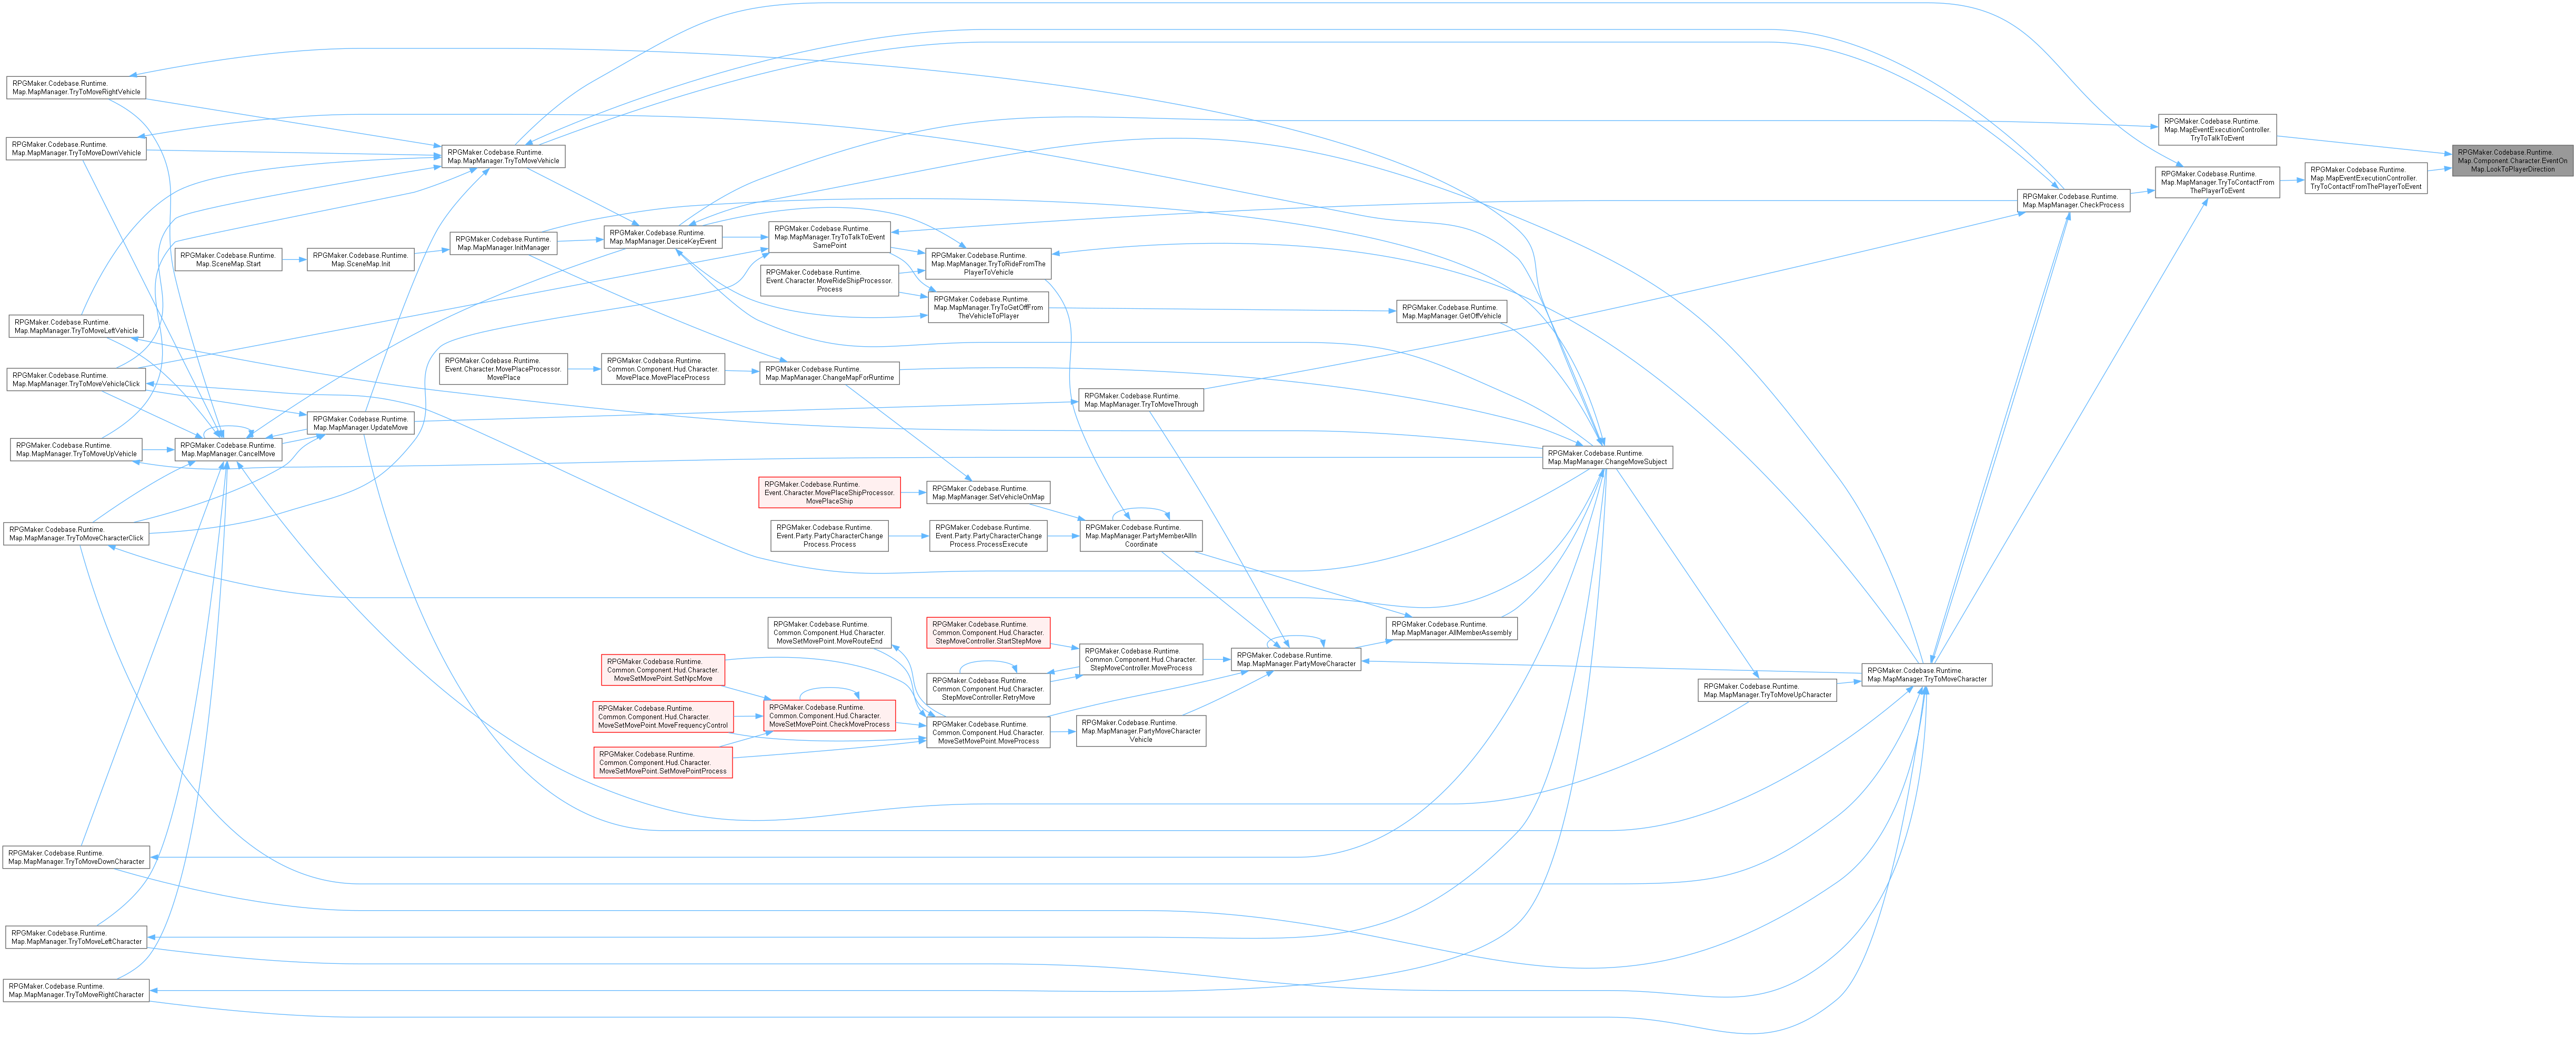 RPGMaker.Codebase.Runtime.
Map.MapManager.TryToMoveRightVehicle
RPGMaker.Codebase.Runtime.
Map.MapManager.TryToMoveDownVehicle
RPGMaker.Codebase.Runtime.
Map.MapManager.TryToMoveLeftVehicle
RPGMaker.Codebase.Runtime.
Map.MapManager.TryToMoveVehicleClick
RPGMaker.Codebase.Runtime.
Map.MapManager.TryToMoveUpVehicle
RPGMaker.Codebase.Runtime.
Map.MapManager.TryToMoveCharacterClick
RPGMaker.Codebase.Runtime.
Map.MapManager.TryToMoveDownCharacter
RPGMaker.Codebase.Runtime.
Map.MapManager.TryToMoveLeftCharacter
RPGMaker.Codebase.Runtime.
Map.MapManager.TryToMoveRightCharacter
RPGMaker.Codebase.Runtime.
Map.SceneMap.Start
RPGMaker.Codebase.Runtime.
Map.MapManager.CancelMove
RPGMaker.Codebase.Runtime.
Map.SceneMap.Init
RPGMaker.Codebase.Runtime.
Map.MapManager.UpdateMove
RPGMaker.Codebase.Runtime.
Map.MapManager.TryToMoveVehicle
RPGMaker.Codebase.Runtime.
Map.MapManager.InitManager
RPGMaker.Codebase.Runtime.
Event.Character.MovePlaceProcessor.
MovePlace
RPGMaker.Codebase.Runtime.
Map.MapManager.DesiceKeyEvent
RPGMaker.Codebase.Runtime.
Common.Component.Hud.Character.
MovePlace.MovePlaceProcess
RPGMaker.Codebase.Runtime.
Common.Component.Hud.Character.
MoveSetMovePoint.SetNpcMove
RPGMaker.Codebase.Runtime.
Common.Component.Hud.Character.
MoveSetMovePoint.MoveFrequencyControl
RPGMaker.Codebase.Runtime.
Common.Component.Hud.Character.
MoveSetMovePoint.SetMovePointProcess
RPGMaker.Codebase.Runtime.
Map.MapManager.TryToTalkToEvent
SamePoint
RPGMaker.Codebase.Runtime.
Event.Character.MoveRideShipProcessor.
Process
RPGMaker.Codebase.Runtime.
Map.MapManager.ChangeMapForRuntime
RPGMaker.Codebase.Runtime.
Event.Character.MovePlaceShipProcessor.
MovePlaceShip
RPGMaker.Codebase.Runtime.
Event.Party.PartyCharacterChange
Process.Process
RPGMaker.Codebase.Runtime.
Common.Component.Hud.Character.
MoveSetMovePoint.MoveRouteEnd
RPGMaker.Codebase.Runtime.
Common.Component.Hud.Character.
MoveSetMovePoint.CheckMoveProcess
RPGMaker.Codebase.Runtime.
Map.MapManager.TryToRideFromThe
PlayerToVehicle
RPGMaker.Codebase.Runtime.
Map.MapManager.TryToGetOffFrom
TheVehicleToPlayer
RPGMaker.Codebase.Runtime.
Map.MapManager.SetVehicleOnMap
RPGMaker.Codebase.Runtime.
Event.Party.PartyCharacterChange
Process.ProcessExecute
RPGMaker.Codebase.Runtime.
Common.Component.Hud.Character.
StepMoveController.StartStepMove
RPGMaker.Codebase.Runtime.
Common.Component.Hud.Character.
StepMoveController.RetryMove
RPGMaker.Codebase.Runtime.
Common.Component.Hud.Character.
MoveSetMovePoint.MoveProcess
RPGMaker.Codebase.Runtime.
Map.MapManager.TryToMoveThrough
RPGMaker.Codebase.Runtime.
Map.MapManager.PartyMemberAllIn
Coordinate
RPGMaker.Codebase.Runtime.
Common.Component.Hud.Character.
StepMoveController.MoveProcess
RPGMaker.Codebase.Runtime.
Map.MapManager.PartyMoveCharacter
Vehicle
RPGMaker.Codebase.Runtime.
Map.MapManager.PartyMoveCharacter
RPGMaker.Codebase.Runtime.
Map.MapManager.GetOffVehicle
RPGMaker.Codebase.Runtime.
Map.MapManager.AllMemberAssembly
RPGMaker.Codebase.Runtime.
Map.MapManager.ChangeMoveSubject
RPGMaker.Codebase.Runtime.
Map.MapManager.TryToMoveUpCharacter
RPGMaker.Codebase.Runtime.
Map.MapManager.TryToMoveCharacter
RPGMaker.Codebase.Runtime.
Map.MapManager.CheckProcess
RPGMaker.Codebase.Runtime.
Map.MapEventExecutionController.
TryToTalkToEvent
RPGMaker.Codebase.Runtime.
Map.MapManager.TryToContactFrom
ThePlayerToEvent
RPGMaker.Codebase.Runtime.
Map.MapEventExecutionController.
TryToContactFromThePlayerToEvent
RPGMaker.Codebase.Runtime.
Map.Component.Character.EventOn
Map.LookToPlayerDirection